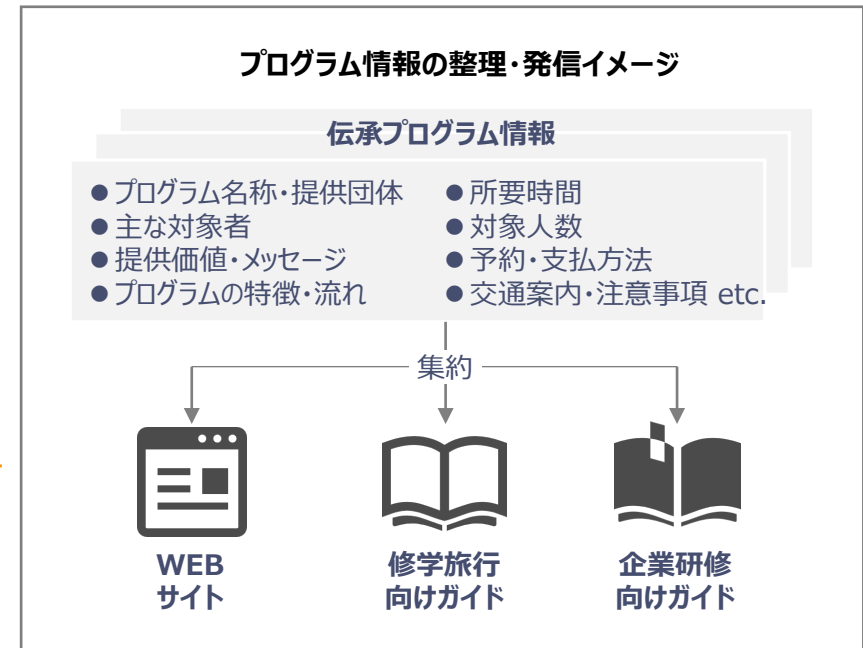 プログラム情報の整理・発信イメージ
伝承プログラム情報
●プログラム名称・提供団体
●主な対象者
●提供価値・メッセージ
●プログラムの特徴・流れ
●所要時間
●対象人数
●予約・支払方法
●交通案内・注意事項 etc.
集約
WEB
サイト
修学旅行
向けガイド
企業研修
向けガイド